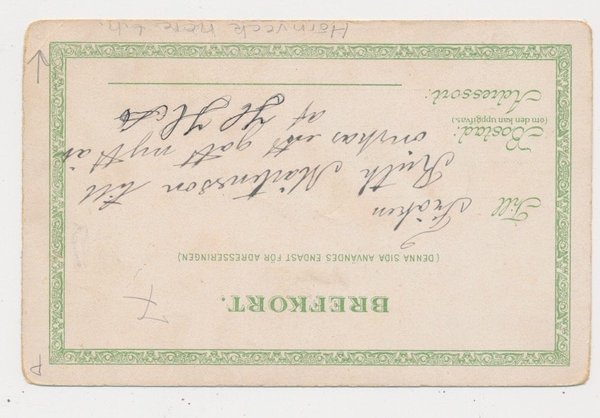 BREFKORT.
(DENNA SIDA ANVÄNDES ENDAST FÖR ADRESSERINGEN)
Till Fröken
Ruth Mårtensson till
Bostad: önskas ett gott nytt år
(om den kan uppgifvas.)
af H H
Adressort:
Hörnveck